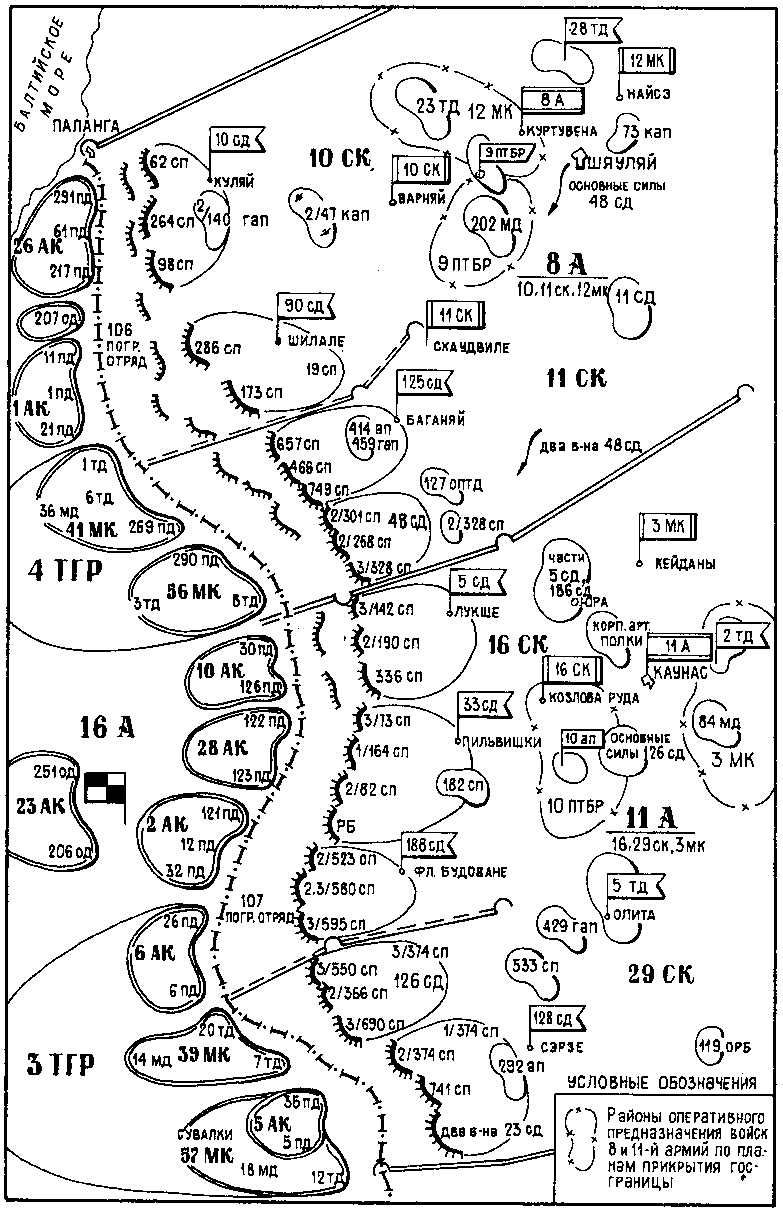 БАЛТИЙСКОЕ
МОРЕ
ПАЛАНГА
28 ТД
12 МК
НАЙСЭ
23 ТД
12 МК
8 А
КУРТУВЕНА
73 кап
ШЯУЛЯЙ
ОСНОВНЫЕ СИЛЫ
48 СД
10 СД
КУЛЯЙ
62 сп
10 СК
10 СК
ВАРНЯЙ
9 ПТБР
264 сп
2/140 гап
2/47 кап
98 сп
202 МД
9 ПТБР
8 А
10,11 ск,12 мк
11 СД
291 пд
61 пд
26 АК
217 пд
207 од
106
ПОГР.
ОТРЯД
11 пд
1 пд
1 АК
21 пд
90 СД
ШИЛАЛЕ
286 сп
19 сп
173 сп
11 СК
СКАУДВИЛЕ
11 СК
125 СД
БАГАНЯЙ
414 ап
459 гап
657 сп
466 сп
749 сп
два б-на 48 СД
127 ОПТД
2/301 сп
48 СД
2/268 сп
3/328 сп
2/328 сп
1 ТД
6 ТД
36 МД
41 МК
269 ПД
4 ТГР
290 ПД
56 МК
3 ТД
8 ТД
3 МК
КЕЙДАНЫ
части
5 СД,
186 СД
ЮРА
5 СД
ЛУКШЕ
3/142 сп
2/190 сп
336 сп
16 СК
корп. арт.
полки
11 А
КАУНАС
2 ТД
16 СК
КОЗЛОВА РУДА
84 МД
3 МК
30 пд
10 АК
126 пд
16 А
122 пд
28 АК
123 пд
33 СД
ПИЛЬВИШКИ
3/73 сп
1/164 сп
2/82 сп
182 сп
РБ
10 ап
ОСНОВНЫЕ
СИЛЫ 126 СД
10 ПТБР
11 А
16,29 ск,3 мк
251 од
23 АК
206 од
121 пд
2 АК
12 пд
32 пд
188 СД
ФЛ. БУДОВАНЕ
2/523 сп
2.3/580 сп
3/595 сп
107
ПОГР. ОТРЯД
5 ТД
ОЛИТА
429 гап
26 пд
6 АК
6 пд
3/374 сп
3/550 сп
126 СД
2/366 сп
3/690 сп
533 сп
29 СК
3 ТГР
20 ТД
14 МД
39 МК
7 ТД
128 СД
СЭРЗЕ
1/374 сп
2/374 сп
292 ап
741 сп
два б-на 23 СД
119 ОРБ
35 пд
5 АК
5 пд
СУВАЛКИ
57 МК
18 МД
12 ТД
УСЛОВНЫЕ ОБОЗНАЧЕНИЯ
Районы оперативного
предназначения войск
8 и 11-й армий по пла-
нам прикрытия гос-
границы